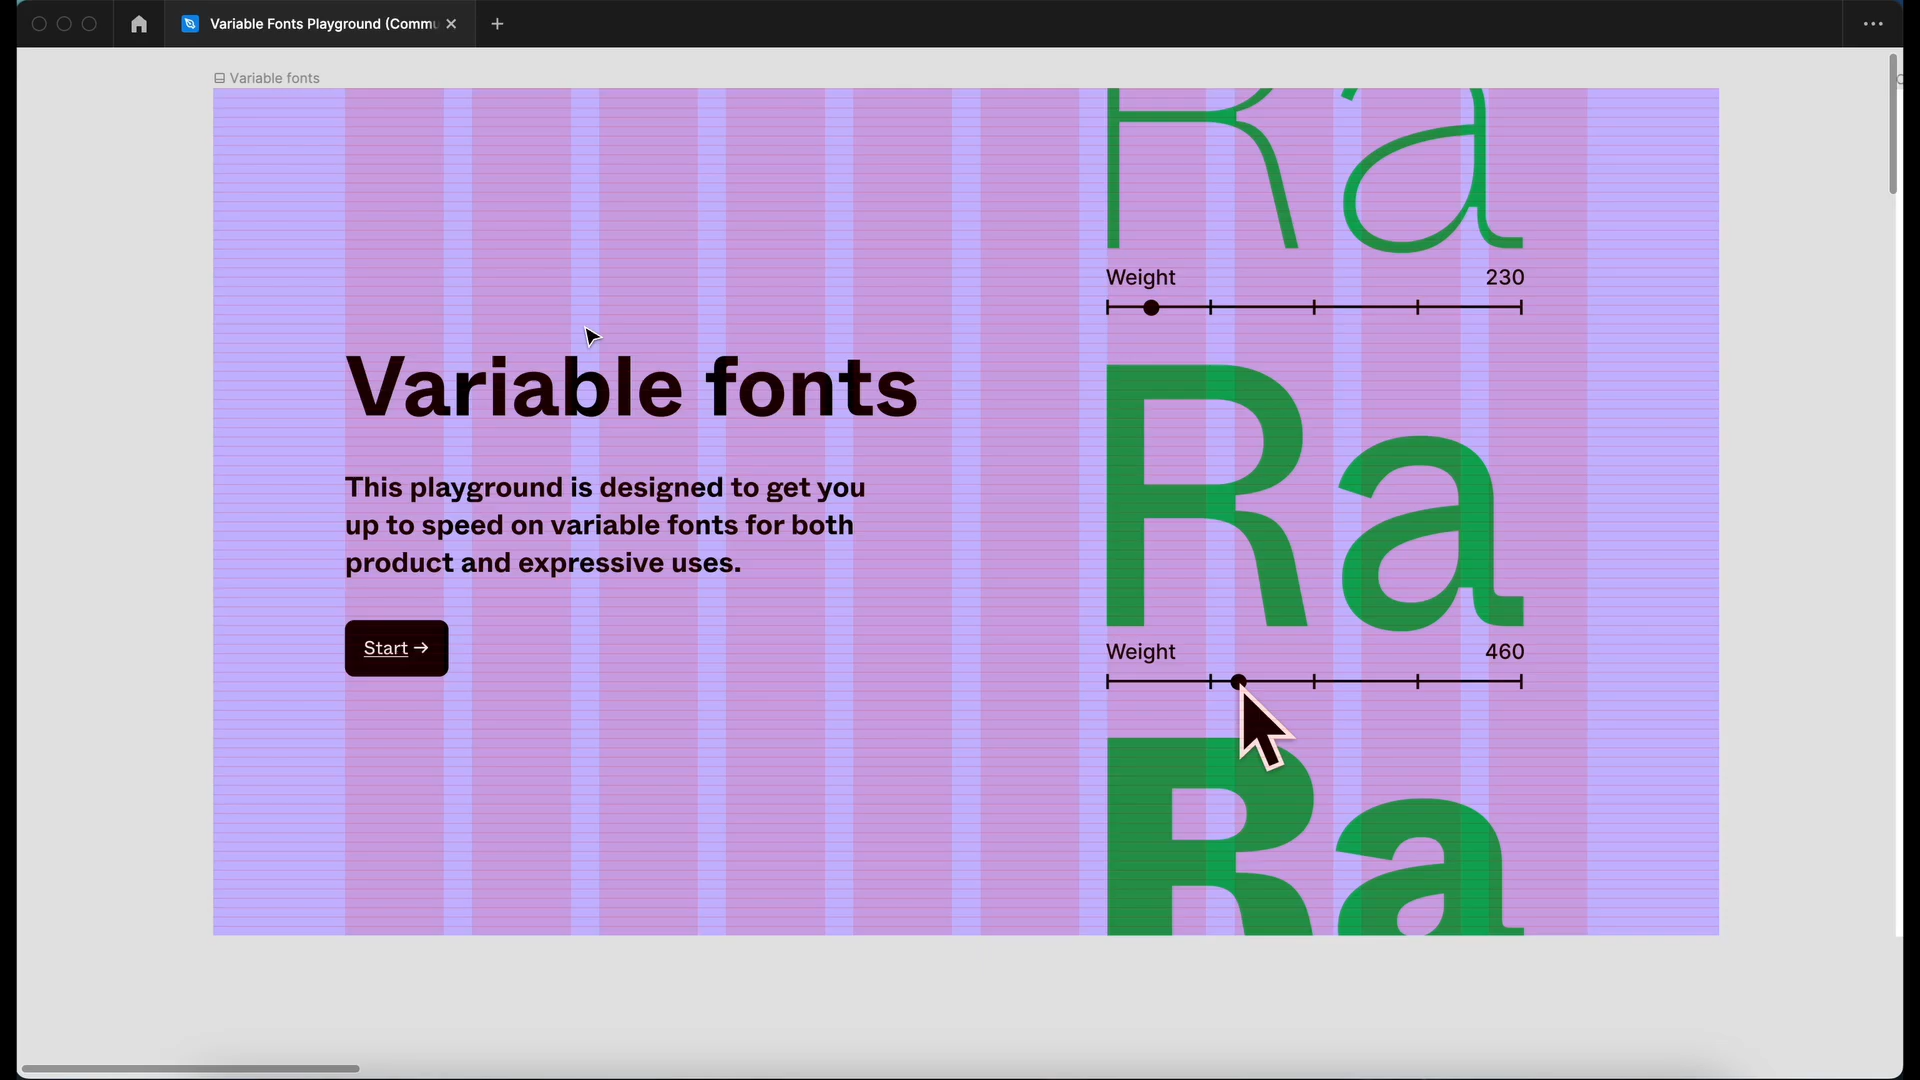 Variable Fonts Playground (Commu
Variable fonts
Ra
Weight 230
Variable fonts
Ra
This playground is designed to get you
up to speed on variable fonts for both
product and expressive uses.
Start →
Weight 460
Ra